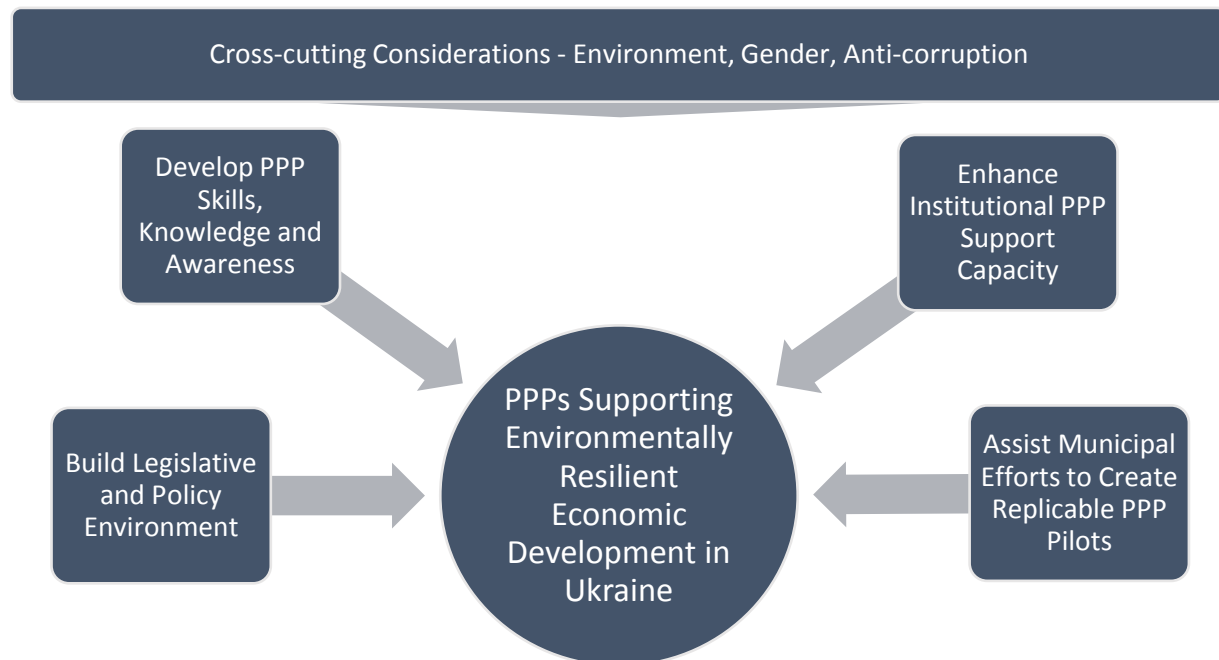 Cross-cutting Considerations - Environment, Gender, Anti-corruption
Develop PPP
Skills,
Knowledge and
Awareness
Enhance
Institutional PPP
Support
Capacity
Build Legislative
and Policy
Environment
PPPs Supporting
Environmentally
Resilient
Economic
Development in
Ukraine
Assist Municipal
Efforts to Create
Replicable PPP
Pilots